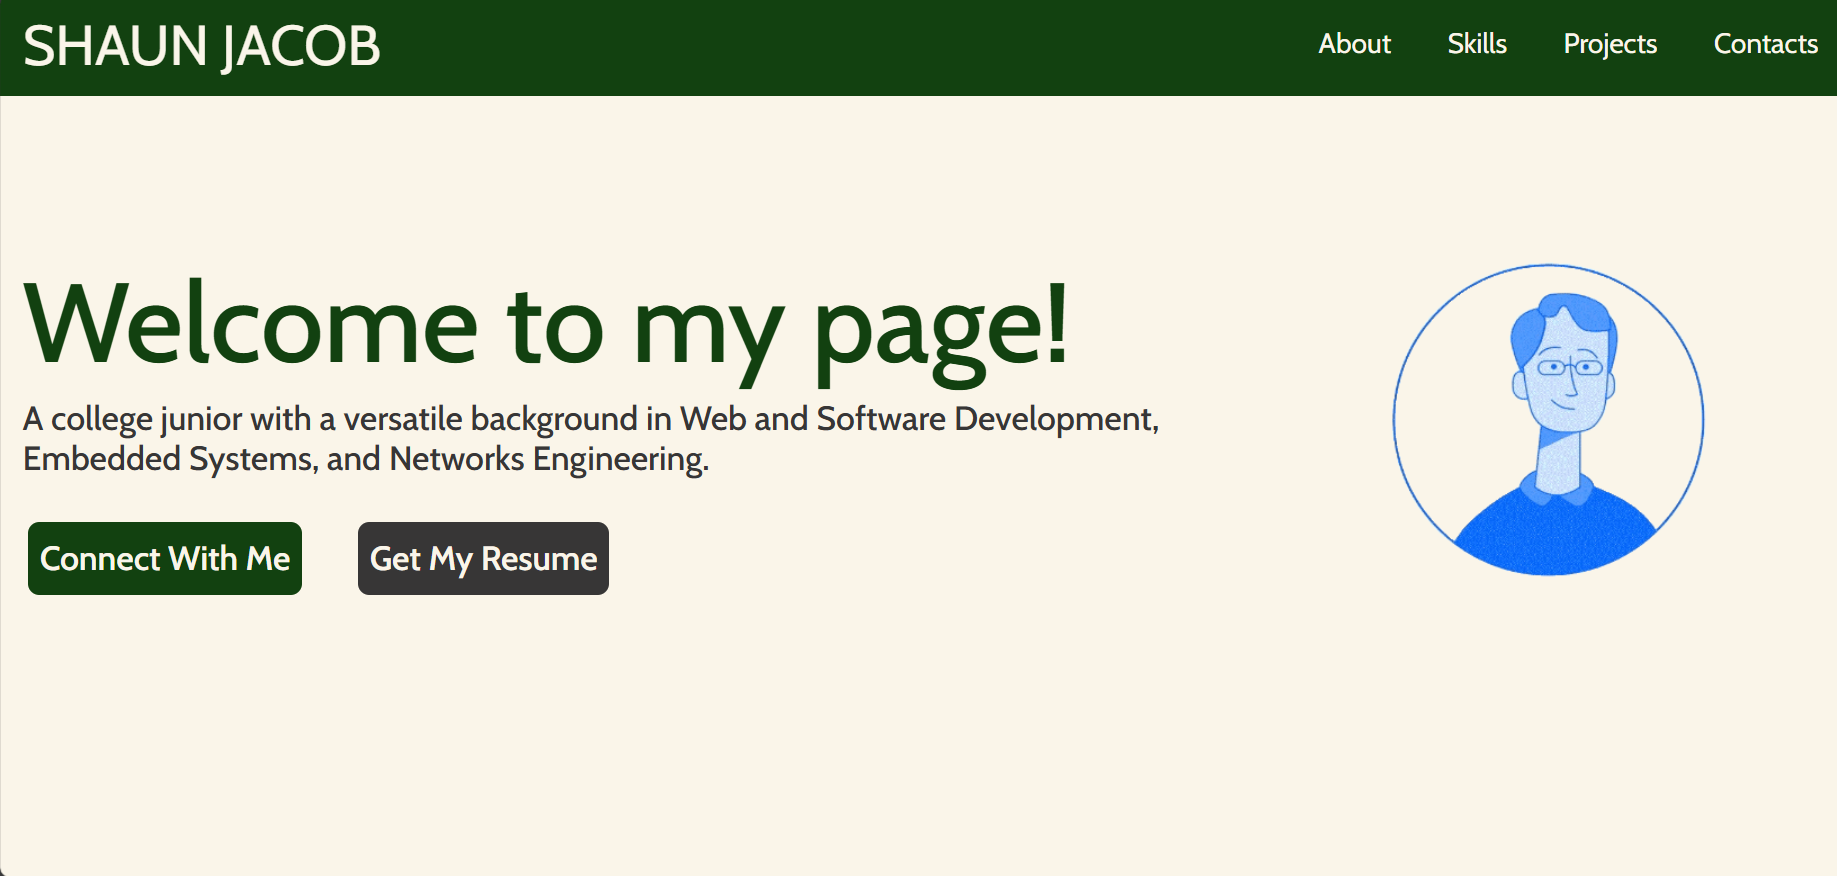 SHAUN JACOB
About
Skills
Projects
Contacts
Welcome to my page!
A college junior with a versatile background in Web and Software Development,
Embedded Systems, and Networks Engineering.
Connect With Me
Get My Resume